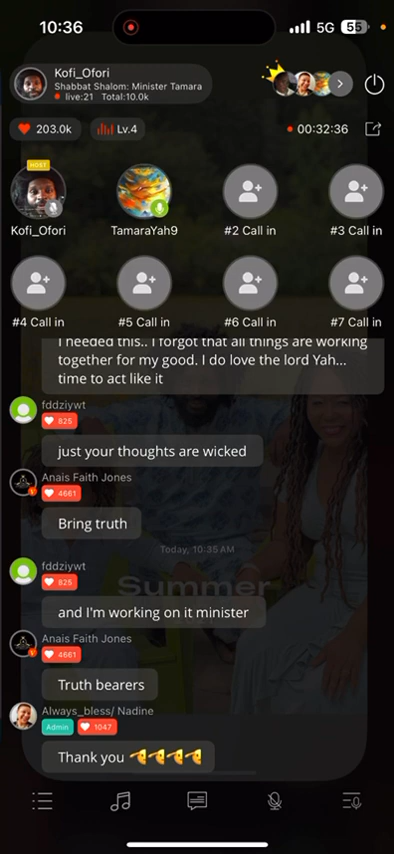 10:36
5G
55
Kofi_Ofori
Shabbat Shalom: Minister Tamara
live:21 Total:10.0k
203.0k
Lv.4
00:32:36
HOST
Kofi_Ofori
TamaraYah9
#2 Call in
#3 Call in
#4 Call in
#5 Call in
#6 Call in
#7 Call in
I needed this.. I forgot that all things are working
together for my good. I do love the lord Yah...
time to act like it
fddziywt
825
just your thoughts are wicked
Anais Faith Jones
4661
Bring truth
Today, 10:35 AM
fddziywt
825
Summer
and I'm working on it minister
Anais Faith Jones
4661
Truth bearers
Always_bless/ Nadine
Admin
1047
Thank you 🫶🫶🫶🫶